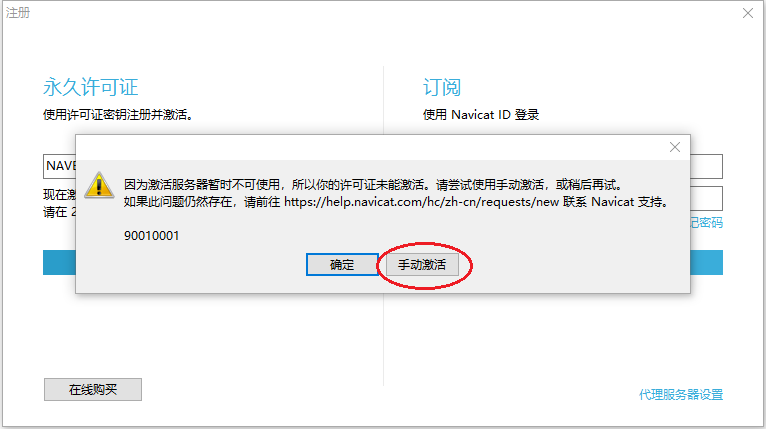 注册
永久许可证
订阅
使用许可证密钥注册并激活。
使用 Navicat ID 登录
因为激活服务器暂时不可使用，所以你的许可证未能激活。请尝试使用手动激活，或稍后再试。
如果此问题仍然存在，请前往 https://help.navicat.com/hc/zh-cn/requests/new 联系 Navicat 支持。
90010001
确定
手动激活
现在激
请在 2
密码
在线购买
代理服务器设置